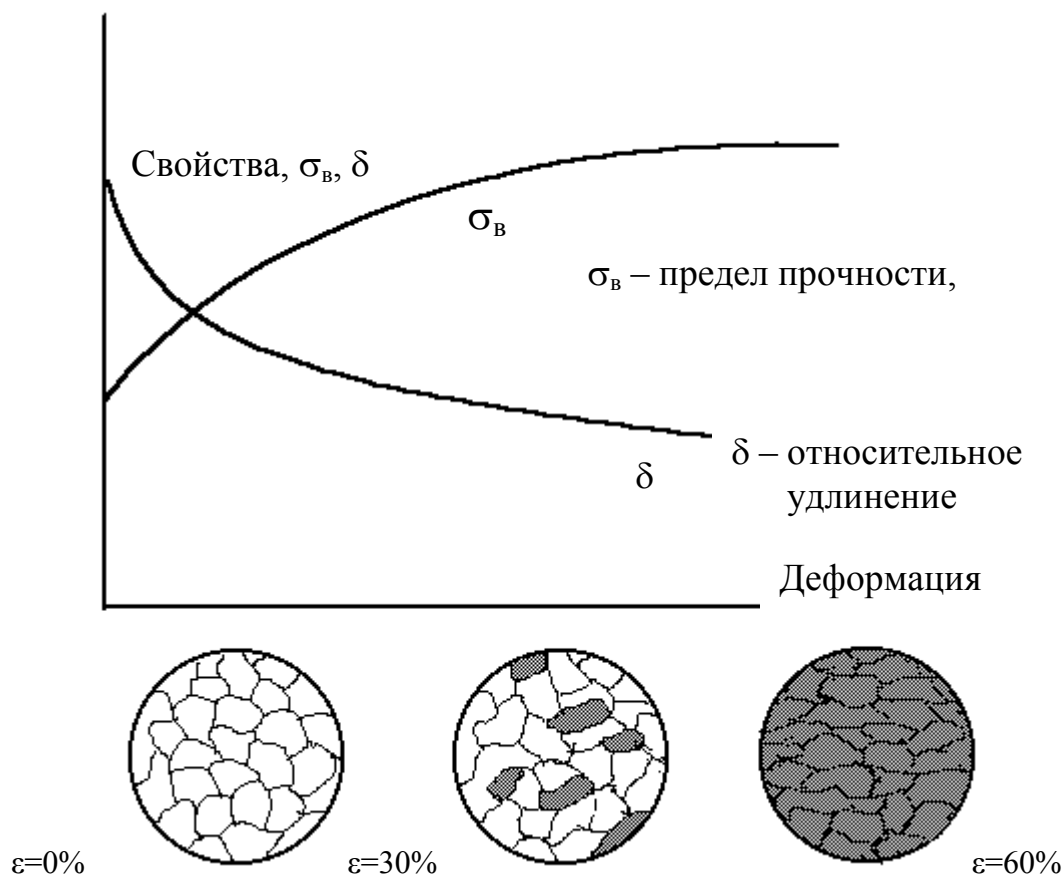 Свойства, σв, δ
σв
σв – предел прочности,
δ
δ – относительное
удлинение
Деформация
ε=0%
ε=30%
ε=60%